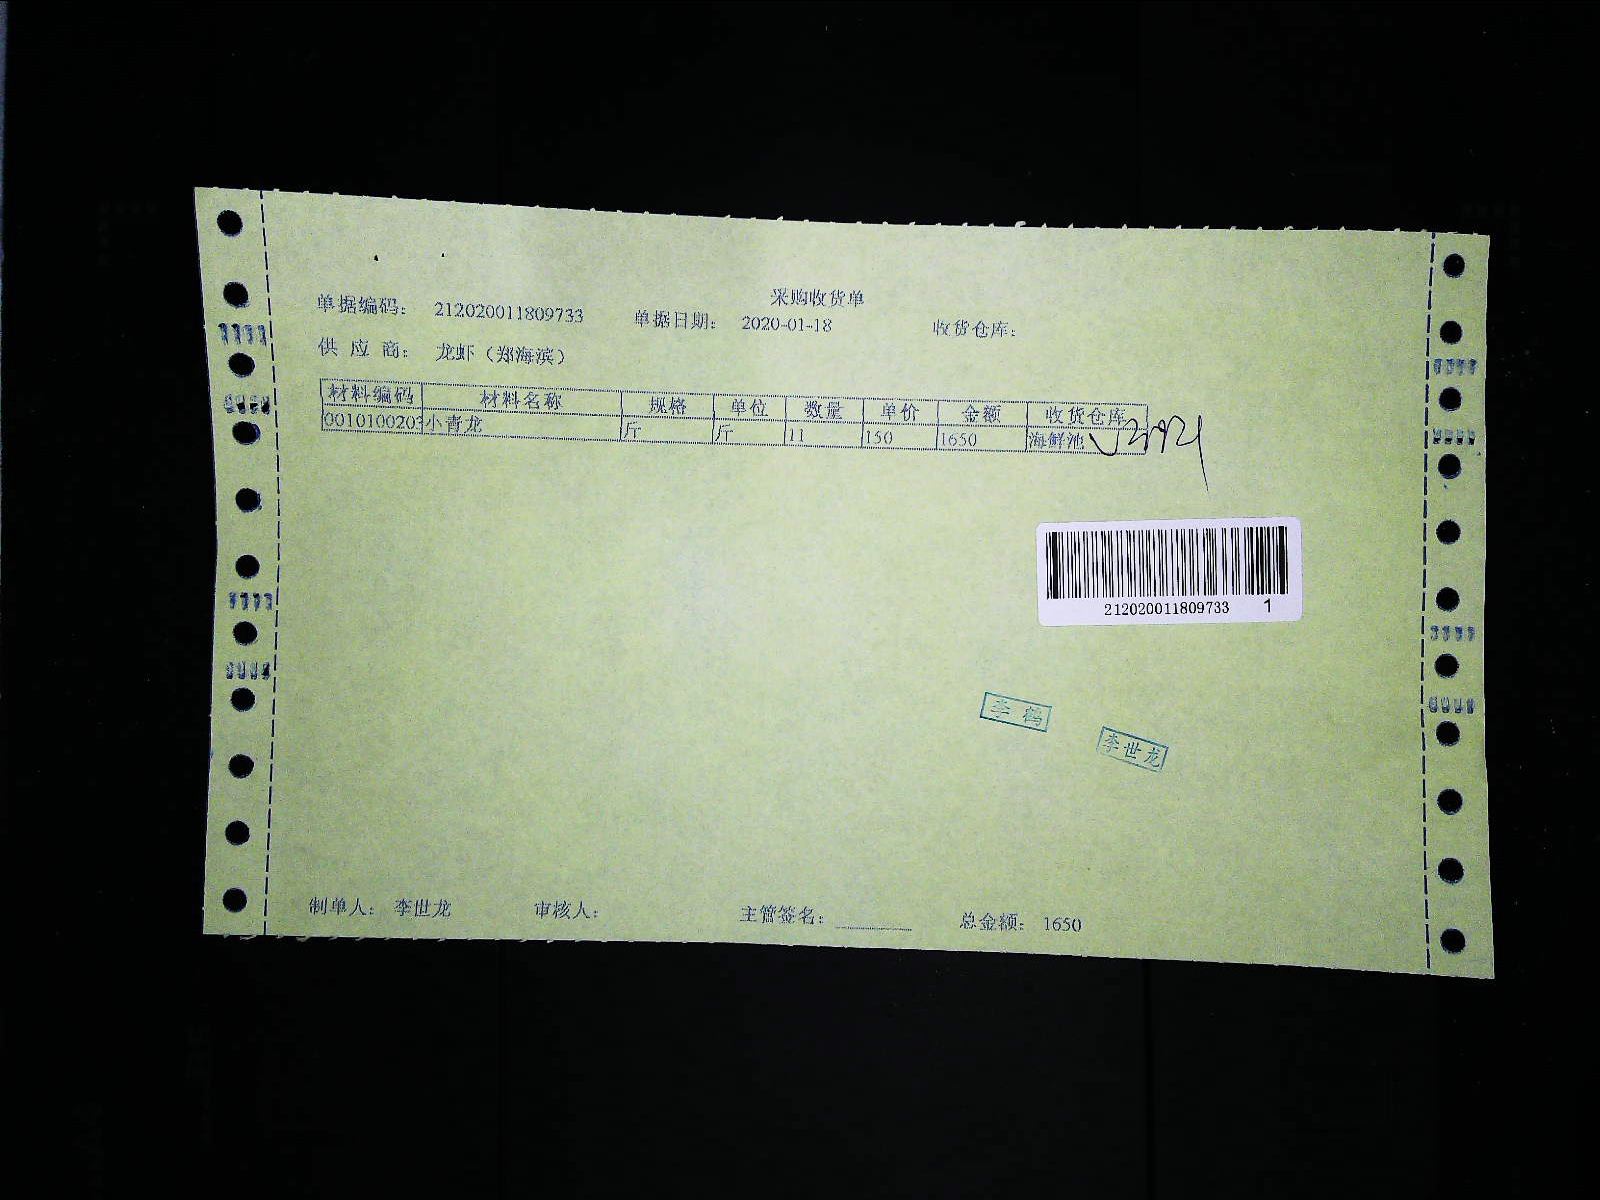 采购收货单
单据编码: 212020011809733 单据日期: 2020-01-18 收货仓库:
供应商: 龙虾（郑海滨）
材料编码 材料名称 规格 单位 数量 单价 金额 收货仓库
0010100203 小青龙 斤 斤 11 150 1650 海鲜池
212020011809733 1
李鹤
李世龙
制单人: 李世龙 审核人: 主管签名: 总金额: 1650